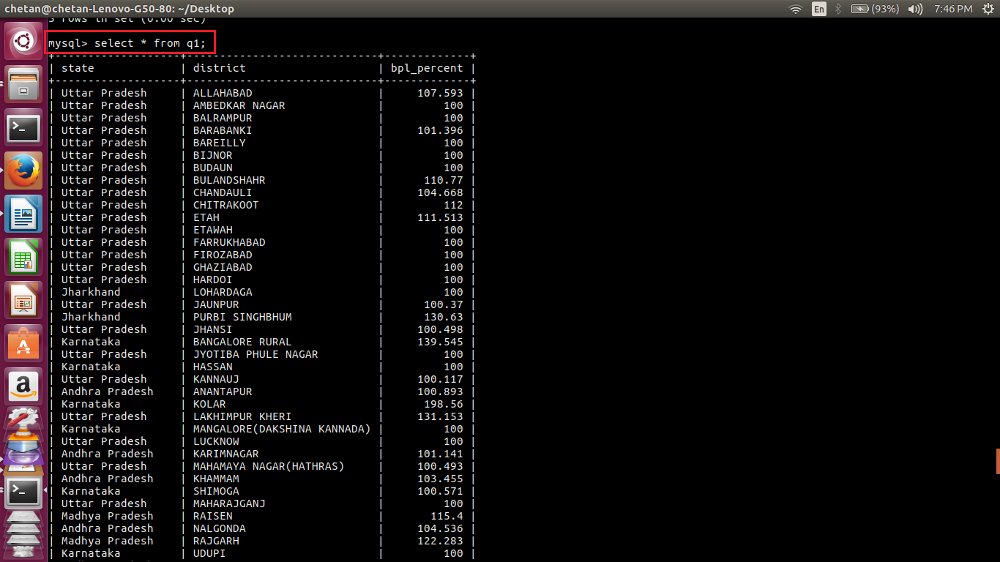 chetan@chetan-Lenovo-G50-80: ~/Desktop En (93%) 7:46 PM
rows in set (0.00 sec)
mysql> select * from q1;
+-------------------+-----------------------------+-------------+
| state | district | bpl_percent |
+-------------------+-----------------------------+-------------+
| Uttar Pradesh | ALLAHABAD | 107.593 |
| Uttar Pradesh | AMBEDKAR NAGAR | 100 |
| Uttar Pradesh | BALRAMPUR | 100 |
| Uttar Pradesh | BARABANKI | 101.396 |
| Uttar Pradesh | BAREILLY | 100 |
| Uttar Pradesh | BIJNOR | 100 |
| Uttar Pradesh | BUDAUN | 100 |
| Uttar Pradesh | BULANDSHAHR | 110.77 |
| Uttar Pradesh | CHANDAULI | 104.668 |
| Uttar Pradesh | CHITRAKOOT | 112 |
| Uttar Pradesh | ETAH | 111.513 |
| Uttar Pradesh | ETAWAH | 100 |
| Uttar Pradesh | FARRUKHABAD | 100 |
| Uttar Pradesh | FIROZABAD | 100 |
| Uttar Pradesh | GHAZIABAD | 100 |
| Uttar Pradesh | HARDOI | 100 |
| Jharkhand | LOHARDAGA | 100 |
| Uttar Pradesh | JAUNPUR | 100.37 |
| Jharkhand | PURBI SINGHBHUM | 130.63 |
| Uttar Pradesh | JHANSI | 100.498 |
| Karnataka | BANGALORE RURAL | 139.545 |
| Uttar Pradesh | JYOTIBA PHULE NAGAR | 100 |
| Karnataka | HASSAN | 100 |
| Uttar Pradesh | KANNAUJ | 100.117 |
| Andhra Pradesh | ANANTAPUR | 100.893 |
| Karnataka | KOLAR | 198.56 |
| Uttar Pradesh | LAKHIMPUR KHERI | 131.153 |
| Karnataka | MANGALORE(DAKSHINA KANNADA) | 100 |
| Uttar Pradesh | LUCKNOW | 100 |
| Andhra Pradesh | KARIMNAGAR | 101.141 |
| Uttar Pradesh | MAHAMAYA NAGAR(HATHRAS) | 100.493 |
| Andhra Pradesh | KHAMMAM | 103.455 |
| Karnataka | SHIMOGA | 100.571 |
| Uttar Pradesh | MAHARAJGANJ | 100 |
| Madhya Pradesh | RAISEN | 115.4 |
| Andhra Pradesh | NALGONDA | 104.536 |
| Madhya Pradesh | RAJGARH | 122.283 |
| Karnataka | UDUPI | 100 |